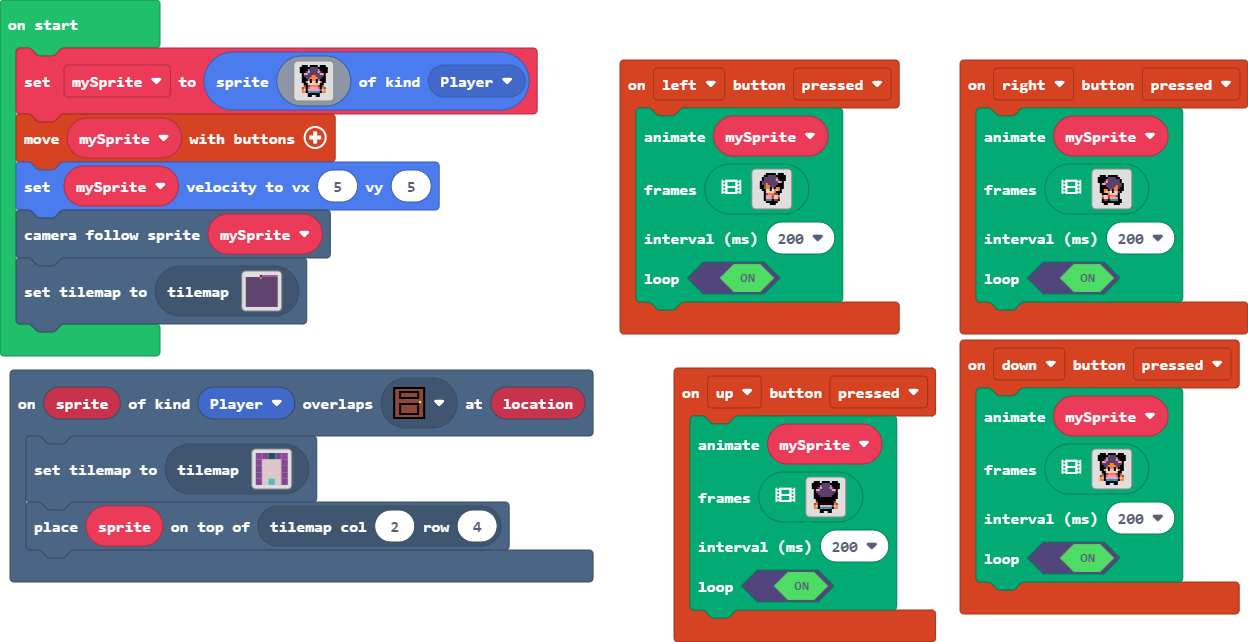 on start
set mySprite to sprite of kind Player
move mySprite with buttons
set mySprite velocity to vx 5 vy 5
camera follow sprite mySprite
set tilemap to tilemap
on sprite of kind Player overlaps at location
set tilemap to tilemap
place sprite on top of tilemap col 2 row 4
on left button pressed
animate mySprite
frames
interval (ms) 200
loop ON
on right button pressed
animate mySprite
frames
interval (ms) 200
loop ON
on up button pressed
animate mySprite
frames
interval (ms) 200
loop ON
on down button pressed
animate mySprite
frames
interval (ms) 200
loop ON